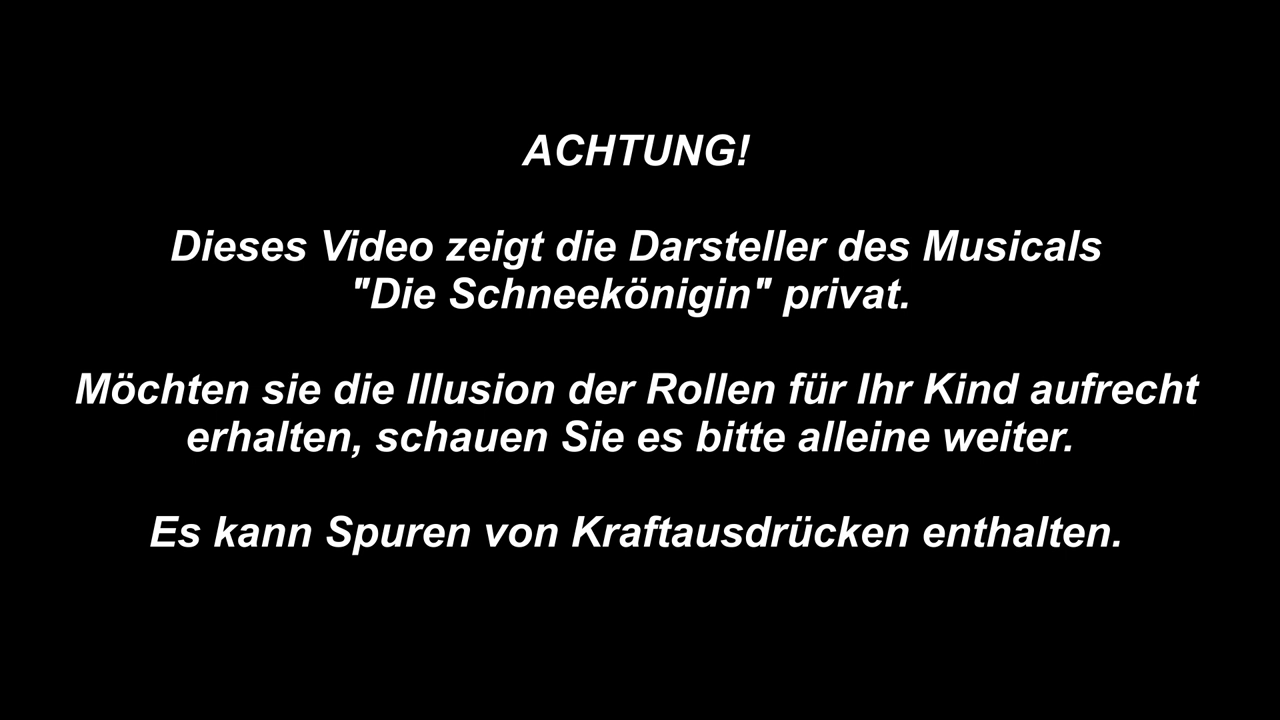 ACHTUNG!
Dieses Video zeigt die Darsteller des Musicals
"Die Schneekönigin" privat.
Möchten sie die Illusion der Rollen für Ihr Kind aufrecht
erhalten, schauen Sie es bitte alleine weiter.
Es kann Spuren von Kraftausdrücken enthalten.